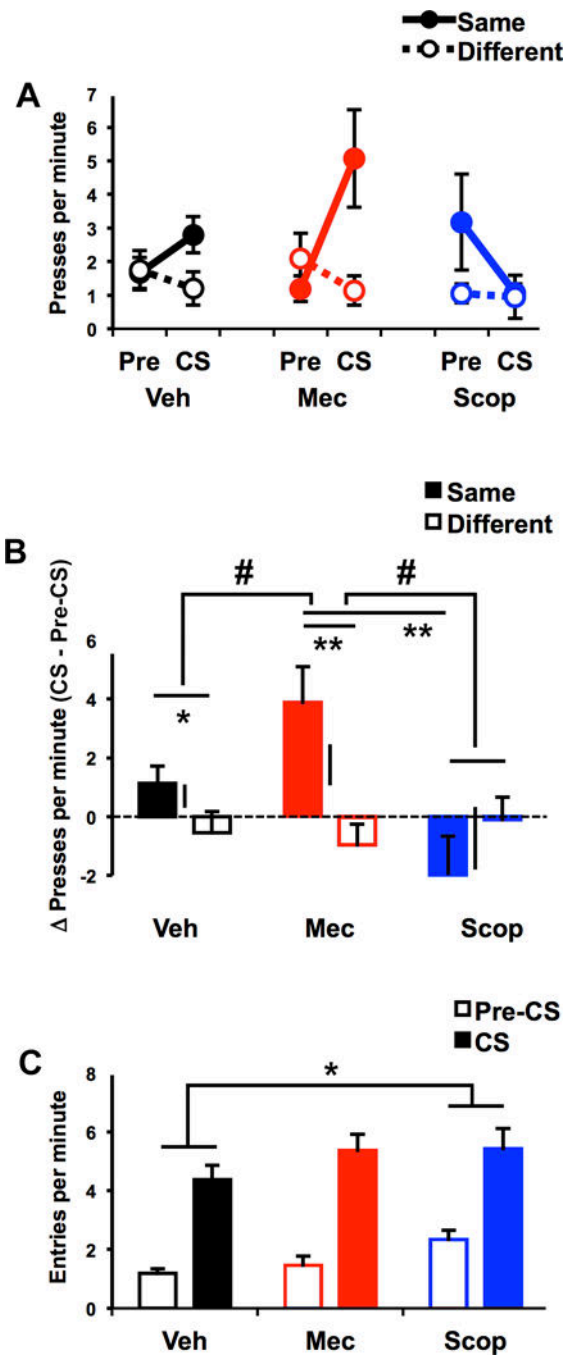 Same
Different
A
Presses per minute
7
6
5
4
3
2
1
0
Pre CS Pre CS Pre CS
Veh Mec Scop
Same
Different
B
# #
Δ Presses per minute (CS - Pre-CS)
6
4
2
0
-2
* ** **
Veh Mec Scop
Pre-CS
CS
C
*
Entries per minute
8
6
4
2
0
Veh Mec Scop